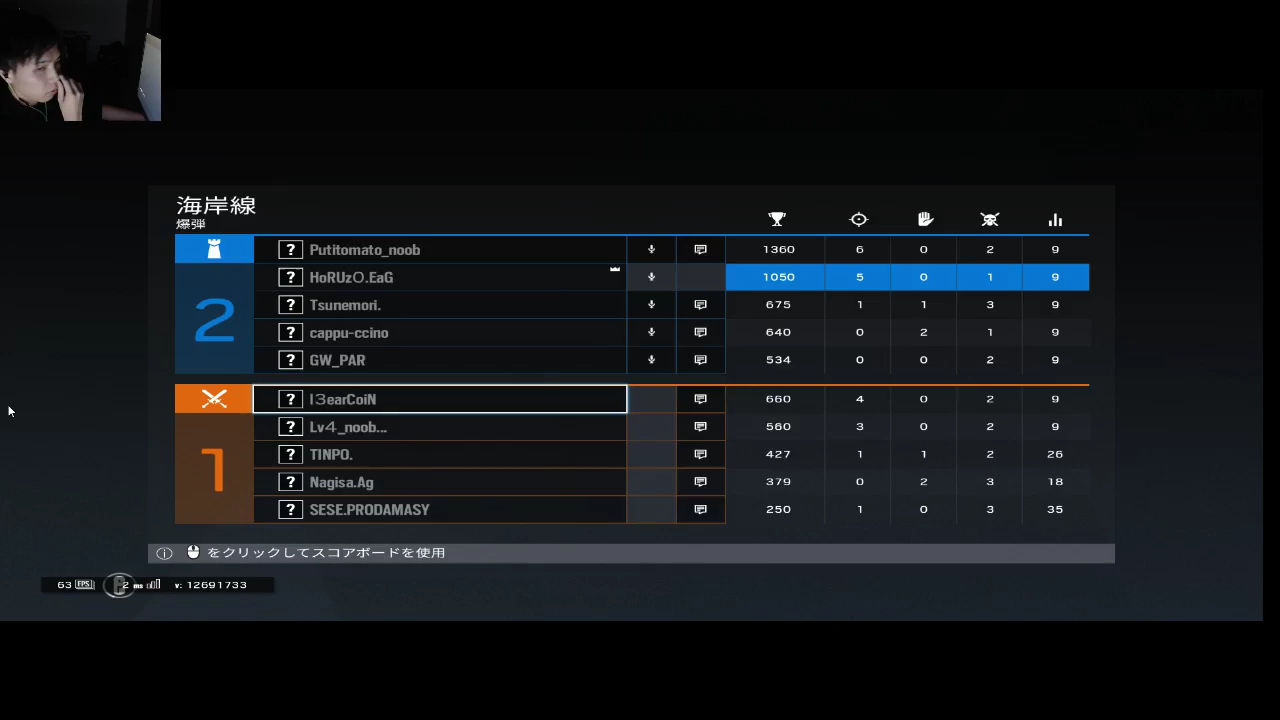 海岸線
爆弾
2
? Putitomato_noob 1360 6 0 2 9
? HoRUzO.EaG 1050 5 0 1 9
? Tsunemori. 675 1 1 3 9
? cappu-ccino 640 0 2 1 9
? GW_PAR 534 0 0 2 9
1
? l3earCoiN 660 4 0 2 9
? Lv4_noob... 560 3 0 2 9
? TINPO. 427 1 1 2 26
? Nagisa.Ag 379 0 2 3 18
? SESE.PRODAMASY 250 1 0 3 35
をクリックしてスコアボードを使用
63 FPS 2 ms v: 12691733